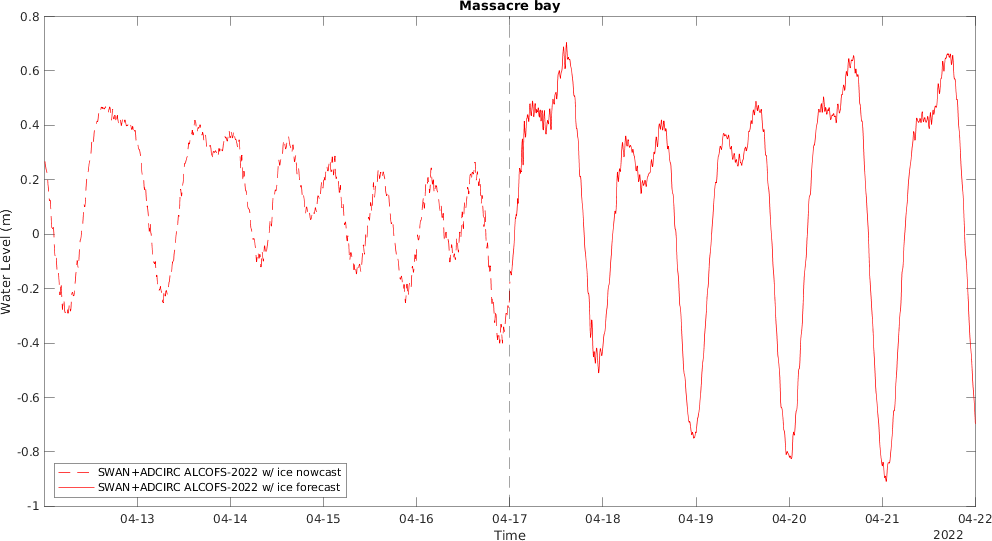 Massacre bay
0.8
0.6
0.4
0.2
0
-0.2
-0.4
-0.6
-0.8
-1
Water Level (m)
SWAN+ADCIRC ALCOFS-2022 w/ ice nowcast
SWAN+ADCIRC ALCOFS-2022 w/ ice forecast
04-13 04-14 04-15 04-16 04-17 04-18 04-19 04-20 04-21 04-22
Time
2022